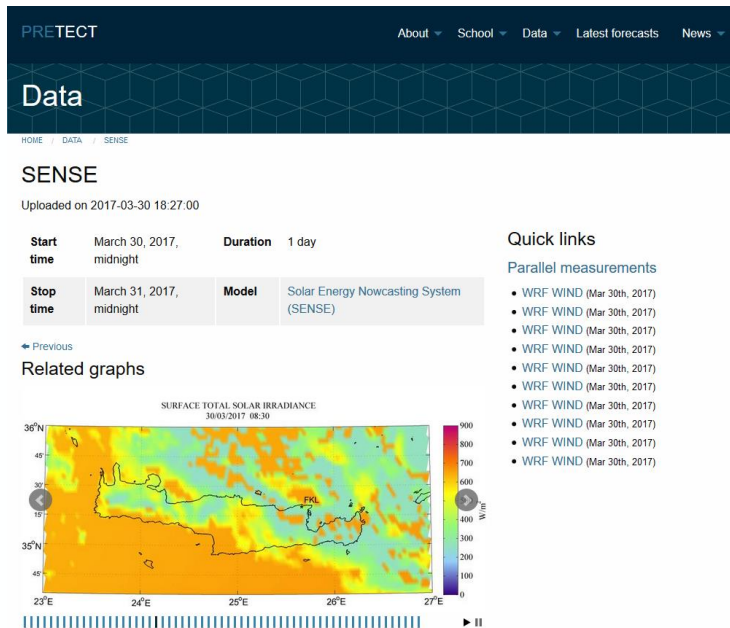 PRETECT
About School Data Latest forecasts News
Data
HOME / DATA / SENSE
SENSE
Uploaded on 2017-03-30 18:27:00
Start time March 30, 2017, midnight Duration 1 day
Stop time March 31, 2017, midnight Model Solar Energy Nowcasting System (SENSE)
Previous
Related graphs
SURFACE TOTAL SOLAR IRRADIANCE
30/03/2017 08:30
36°N
45'
30'
15'
35°N
45'
23°E 24°E 25°E 26°E 27°E
FKL
900
800
700
600
400
300
200
100
0
W/m²
Quick links
Parallel measurements
WRF WIND (Mar 30th, 2017)
WRF WIND (Mar 30th, 2017)
WRF WIND (Mar 30th, 2017)
WRF WIND (Mar 30th, 2017)
WRF WIND (Mar 30th, 2017)
WRF WIND (Mar 30th, 2017)
WRF WIND (Mar 30th, 2017)
WRF WIND (Mar 30th, 2017)
WRF WIND (Mar 30th, 2017)
WRF WIND (Mar 30th, 2017)